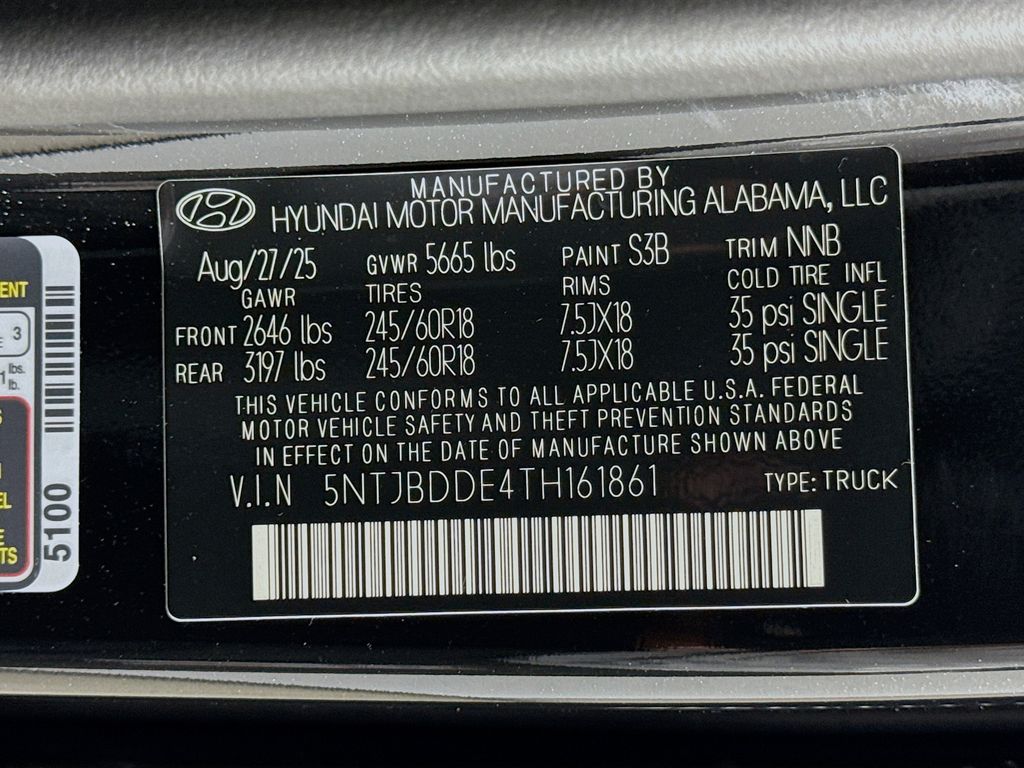 MANUFACTURED BY
HYUNDAI MOTOR MANUFACTURING ALABAMA, LLC
Aug/27/25 GVWR 5665 lbs PAINT S3B TRIM NNB
GAWR TIRES RIMS COLD TIRE INFL
FRONT 2646 lbs 245/60R18 7.5JX18 35 psi SINGLE
REAR 3197 lbs 245/60R18 7.5JX18 35 psi SINGLE
THIS VEHICLE CONFORMS TO ALL APPLICABLE U.S.A. FEDERAL
MOTOR VEHICLE SAFETY AND THEFT PREVENTION STANDARDS
IN EFFECT ON THE DATE OF MANUFACTURE SHOWN ABOVE
V.I.N 5NTJBDDE4TH161861 TYPE: TRUCK
3
lbs.
lb.
5100